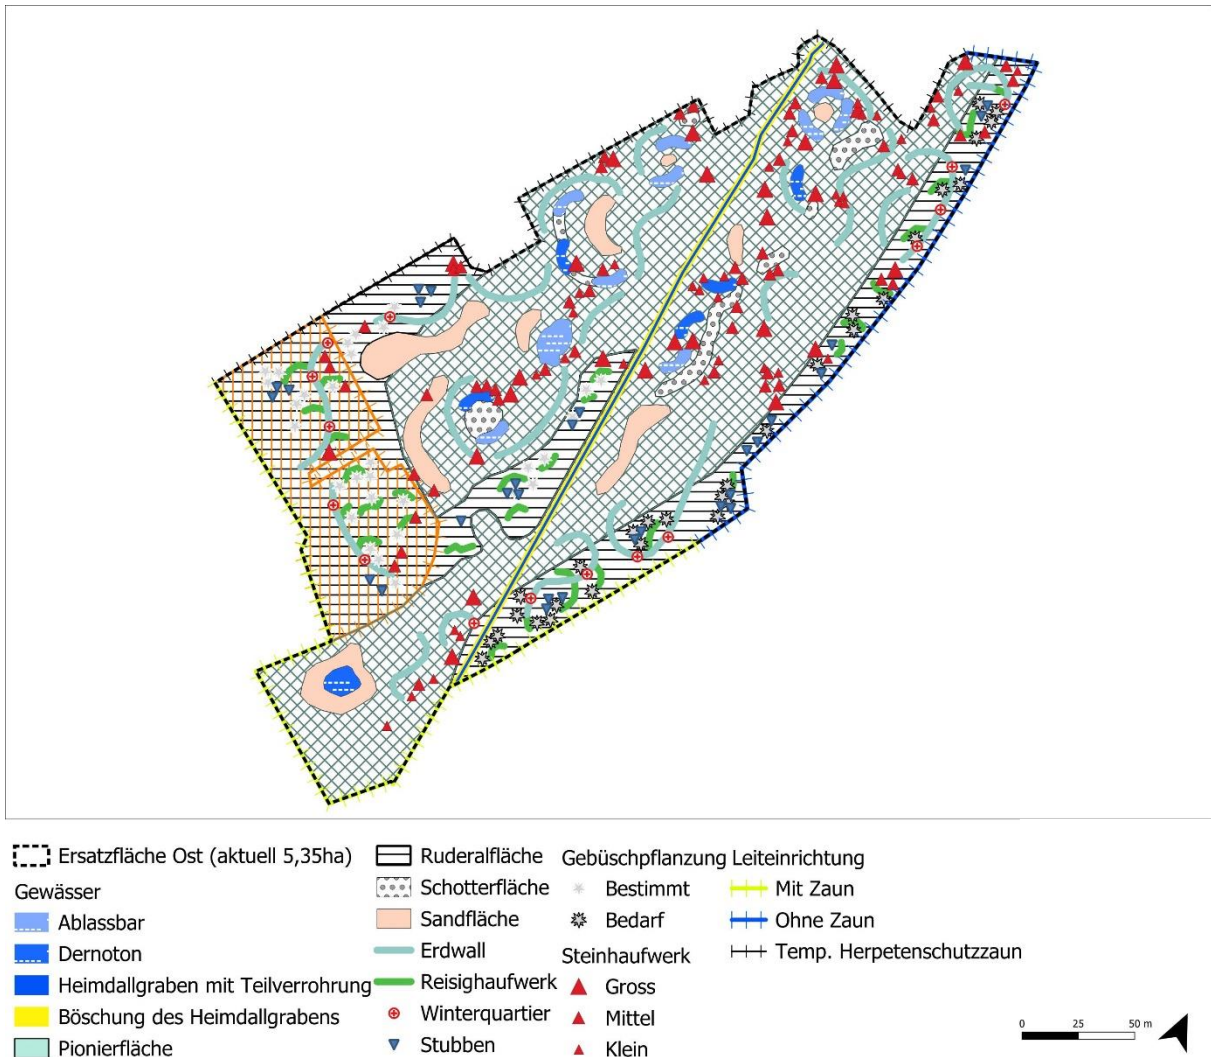 Ersatzfläche Ost (aktuell 5,35ha)
Gewässer
Ablassbar
Dernoton
Heimdallgraben mit Teilverrohrung
Böschung des Heimdallgrabens
Pionierfläche
Ruderalfläche
Schotterfläche
Sandfläche
Erdwall
Reisighaufwerk
Winterquartier
Stubben
Gebüschpflanzung
Bestimmt
Bedarf
Steinhaufwerk
Gross
Mittel
Klein
Leiteinrichtung
Mit Zaun
Ohne Zaun
Temp. Herpetenschutzzaun
0 25 50 m